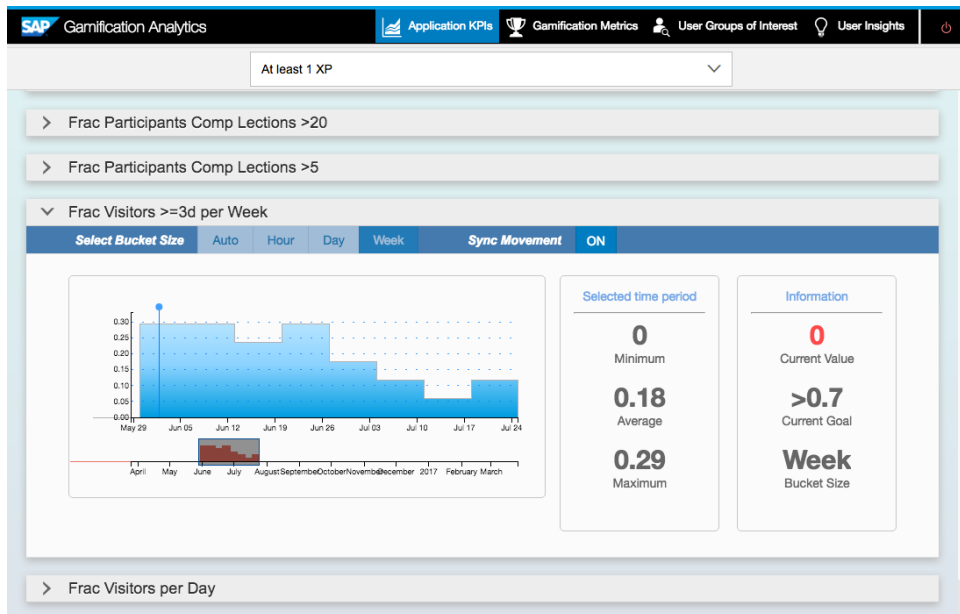 SAP Gamification Analytics Application KPIs Gamification Metrics User Groups of Interest User Insights
At least 1 XP
Frac Participants Comp Lections >20
Frac Participants Comp Lections >5
Frac Visitors >=3d per Week
Select Bucket Size Auto Hour Day Week Sync Movement ON
0.30
0.25
0.20
0.15
0.10
0.05
0.00
May 29 Jun 05 Jun 12 Jun 19 Jun 26 Jul 03 Jul 10 Jul 17 Jul 24
April May June July August September October November December 2017 February March
Selected time period
0
Minimum
0.18
Average
0.29
Maximum
Information
0
Current Value
>0.7
Current Goal
Week
Bucket Size
Frac Visitors per Day